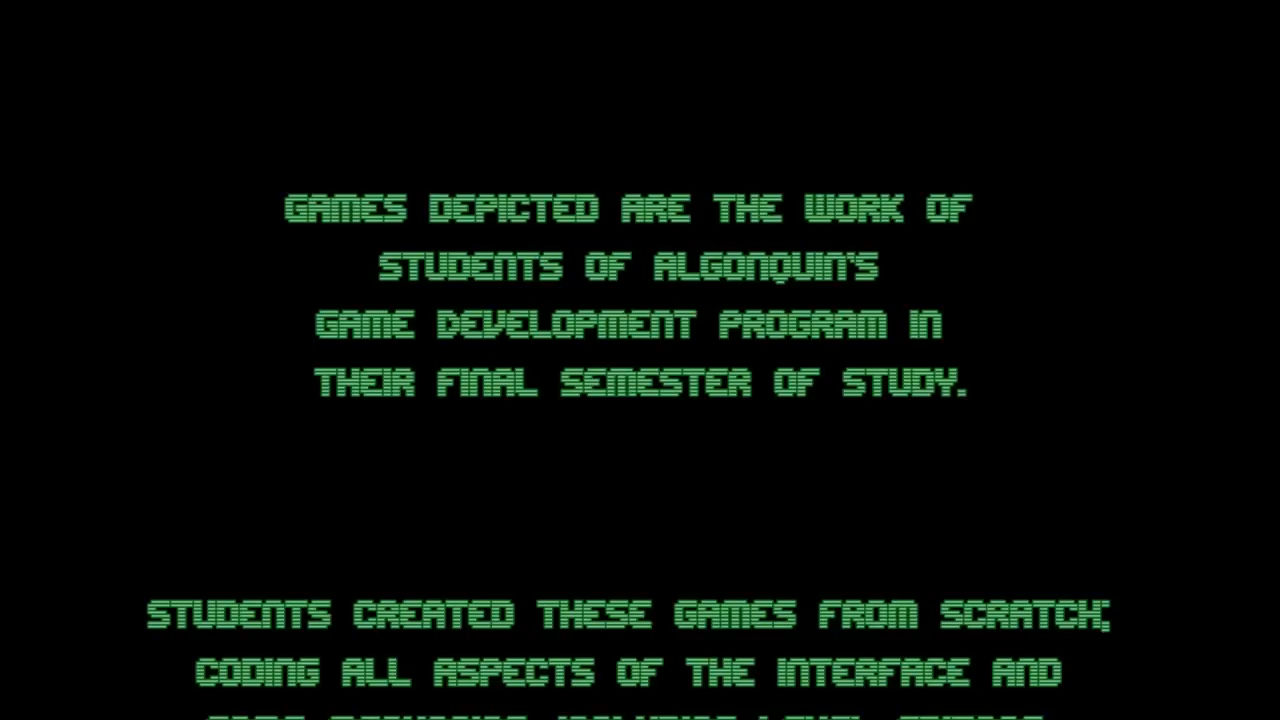 GAMES DEPICTED ARE THE WORK OF
STUDENTS OF ALGONQUIN'S
GAME DEVELOPMENT PROGRAM IN
THEIR FINAL SEMESTER OF STUDY.
STUDENTS CREATED THESE GAMES FROM SCRATCH;
CODING ALL ASPECTS OF THE INTERFACE AND